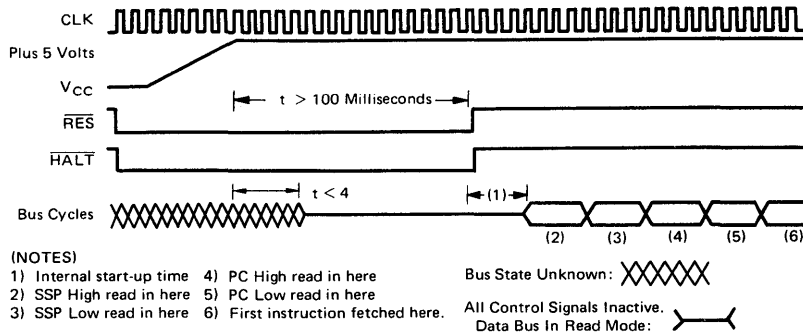 CLK
Plus 5 Volts
VCC
t > 100 Milliseconds
RES
HALT
t < 4
(1)
Bus Cycles
(2) (3) (4) (5) (6)
(NOTES)
1) Internal start-up time 4) PC High read in here
2) SSP High read in here 5) PC Low read in here
3) SSP Low read in here 6) First instruction fetched here.
Bus State Unknown:
All Control Signals Inactive.
Data Bus In Read Mode: